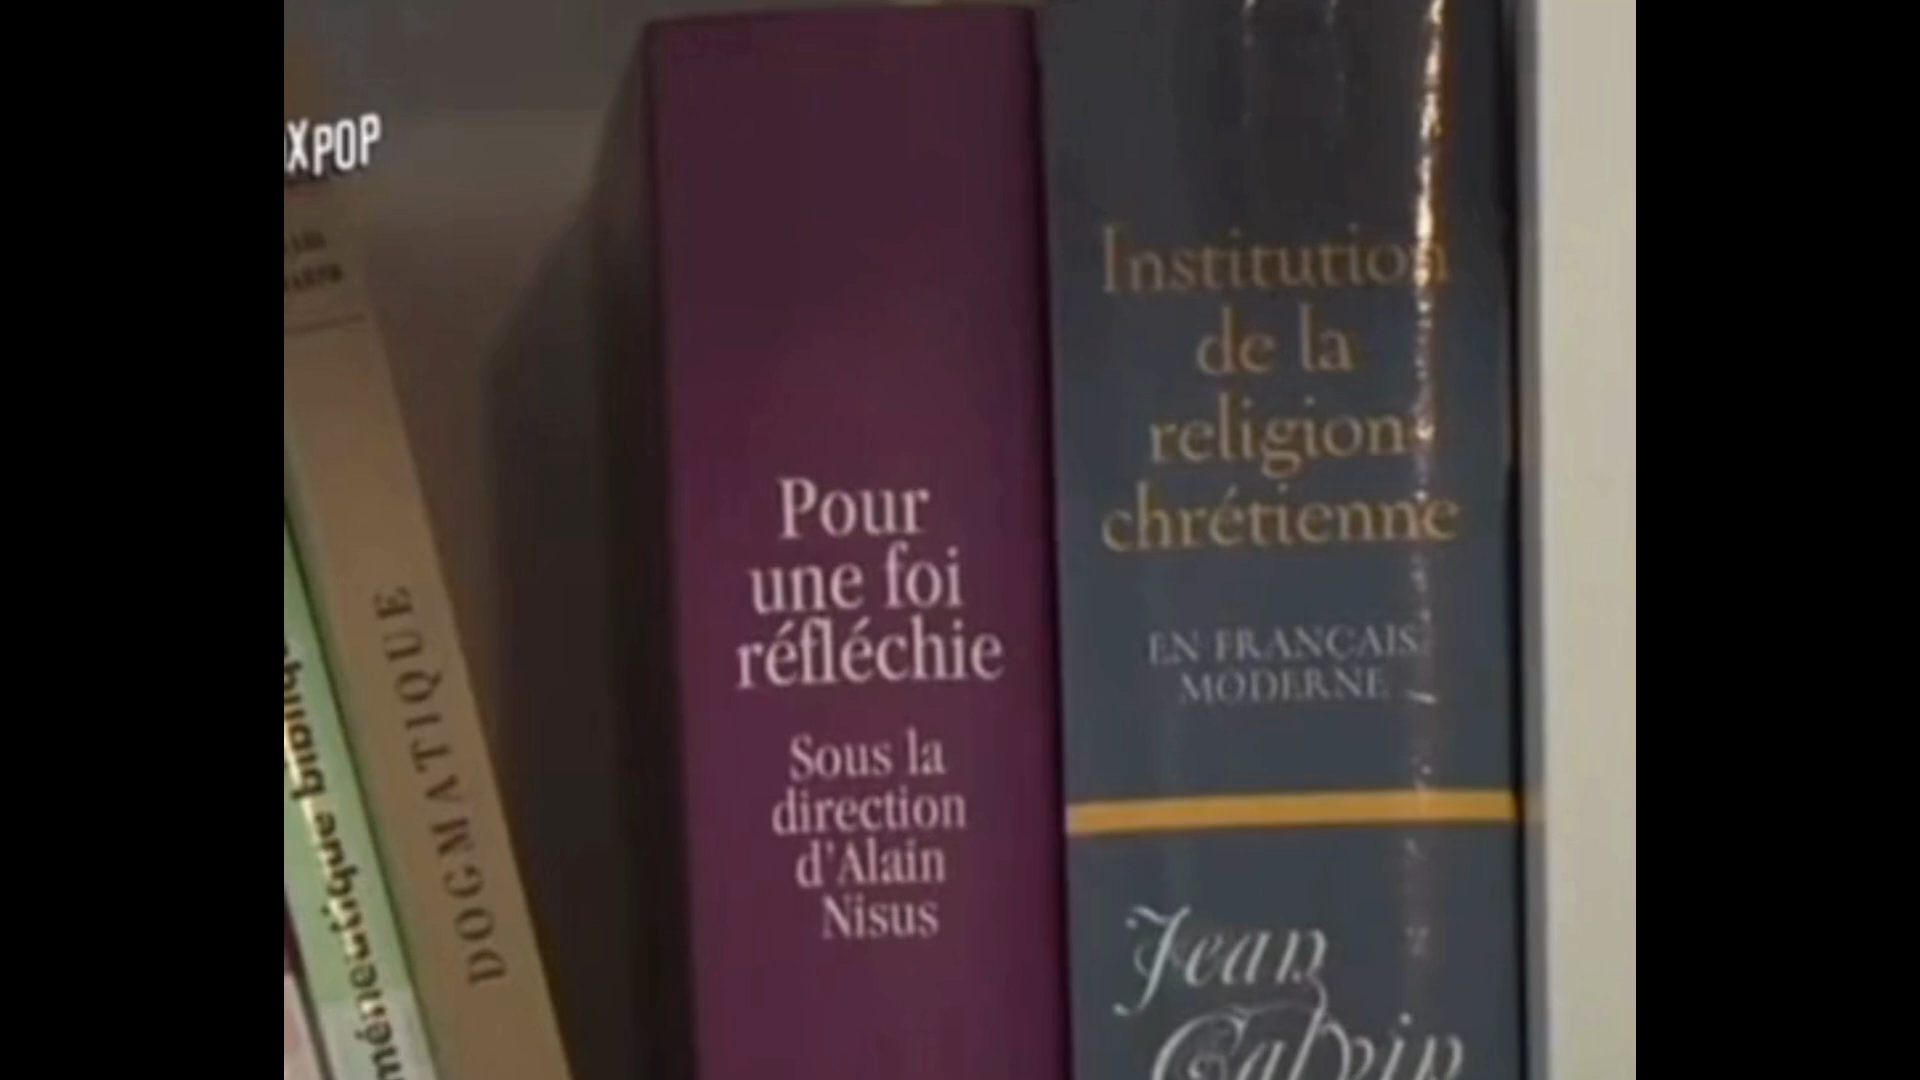 XPOP
DOGMATIQUE
Pour
une foi
réfléchie
Sous la
direction
d'Alain
Nisus
Institution
de la
religion
chrétienne
EN FRANÇAIS
MODERNE
Jean
Calvin